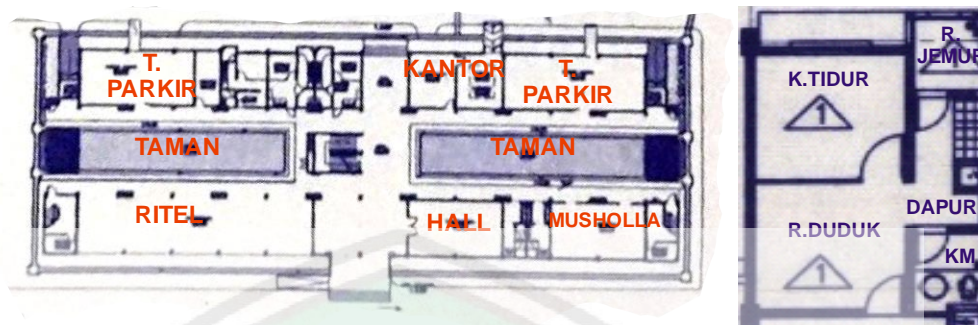 T.
PARKIR
KANTOR
T.
PARKIR
TAMAN
TAMAN
RITEL
HALL
MUSHOLLA
R.
JEMUR
K.TIDUR
1
DAPUR
R.DUDUK
KM
1